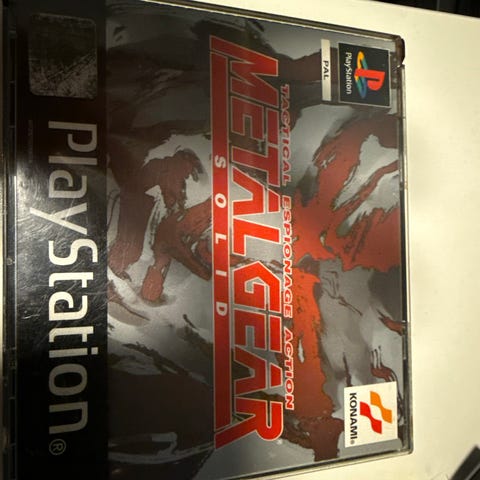 PlayStation
PAL
TACTICAL ESPIONAGE ACTION
METAL GEAR
SOLID
KONAMI®
PlayStation®